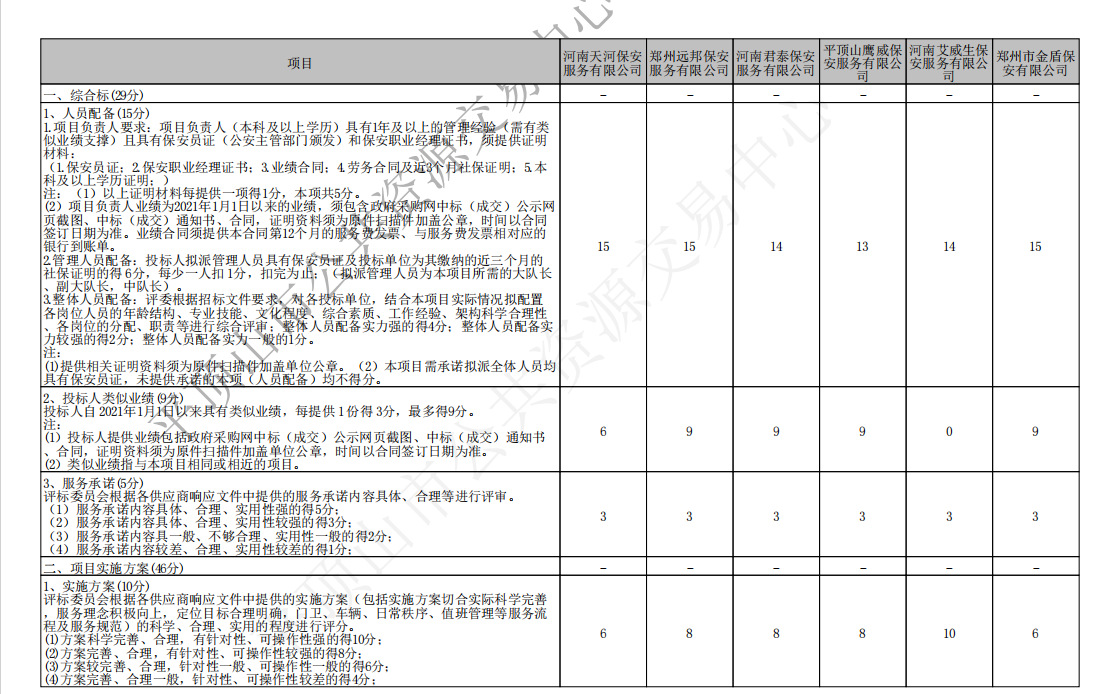 项目
河南天河保安服务有限公司
郑州远邦保安服务有限公司
河南君泰保安服务有限公司
平顶山鹰威保安服务有限公司
河南艾威生保安服务有限公司
郑州市金盾保安有限公司
一、综合标(29分) － － － － － －
1、人员配备(15分)
1.项目负责人要求：项目负责人（本科及以上学历）具有1年及以上的管理经验（需有类
似业绩支撑）且具有保安员证（公安主管部门颁发）和保安职业经理证书，须提供证明
材料：
（1.保安员证；2.保安职业经理证书；3.业绩合同；4.劳务合同及近3个月社保证明；5.本
科及以上学历证明；）
注：（1）以上证明材料每提供一项得1分，本项共5分。
(2）项目负责人业绩为2021年1月1日以来的业绩，须包含政府采购网中标（成交）公示网
页截图、中标（成交）通知书、合同，证明资料须为原件扫描件加盖公章，时间以合同
签订日期为准。业绩合同须提供本合同第12个月的服务费发票、与服务费发票相对应的
银行到账单。
2.管理人员配备：投标人拟派管理人员具有保安员证及投标单位为其缴纳的近三个月的
社保证明的得6分，每少一人扣1分，扣完为止；（拟派管理人员为本项目所需的大队长
、副大队长，中队长）。
3.整体人员配备：评委根据招标文件要求，对各投标单位，结合本项目实际情况拟配置
各岗位人员的年龄结构、专业技能、文化程度、综合素质、工作经验、架构科学合理性
、各岗位的分配、职责等进行综合评审；整体人员配备实力强的得4分；整体人员配备实
力较强的得2分；整体人员配备实为一般的1分。
注：
(1)提供相关证明资料须为原件扫描件加盖单位公章。（2）本项目需承诺拟派全体人员均
具有保安员证，未提供承诺的本项（人员配备）均不得分。
15 15 14 13 14 15
2、投标人类似业绩(9分)
投标人自2021年1月1日以来具有类似业绩，每提供1份得3分，最多得9分。
注：
(1）投标人提供业绩包括政府采购网中标（成交）公示网页截图、中标（成交）通知书
、合同，证明资料须为原件扫描件加盖单位公章，时间以合同签订日期为准。
(2）类似业绩指与本项目相同或相近的项目。
6 9 9 9 0 9
3、服务承诺(5分)
评标委员会根据各供应商响应文件中提供的服务承诺内容具体、合理等进行评审。
（1）服务承诺内容具体、合理、实用性强的得5分；
（2）服务承诺内容具体、合理、实用性较强的得3分；
（3）服务承诺内容具一般、不够合理、实用性一般的得2分；
（4）服务承诺内容较差、合理、实用性较差的得1分；
3 3 3 3 3 3
二、项目实施方案(46分) － － － － － －
1、实施方案(10分)
评标委员会根据各供应商响应文件中提供的实施方案（包括实施方案切合实际科学完善
，服务理念积极向上，定位目标合理明确，门卫、车辆、日常秩序、值班管理等服务流
程及服务规范）的科学、合理、实用的程度进行评分。
(1)方案科学完善、合理，有针对性、可操作性强的得10分；
(2)方案完善、合理，有针对性、可操作性较强的得8分；
(3)方案较完善、合理，针对性一般、可操作性一般的得6分；
(4)方案完善、合理一般，针对性、可操作性较差的得4分；
6 8 8 8 10 6
平顶山市公共资源交易中心
顶山市公共资源交易中心